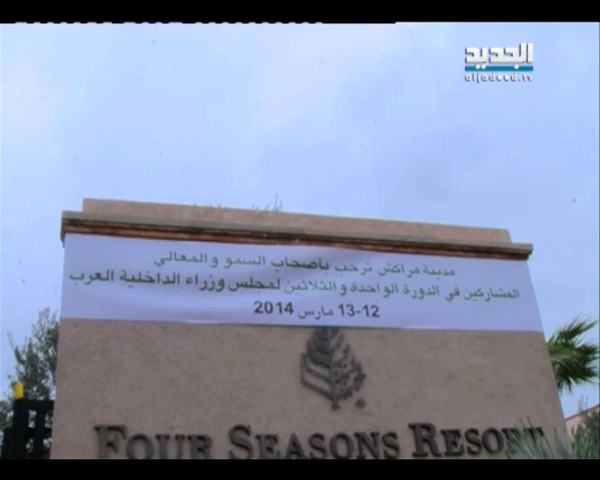 الجديد
aljadeed.tv
مدينة مراكش ترحب بأصحاب السمو والمعالي
المشاركين في الدورة الواحدة والثلاثين لمجلس وزراء الداخلية العرب
12-13 مارس 2014
FOUR SEASONS RESORT